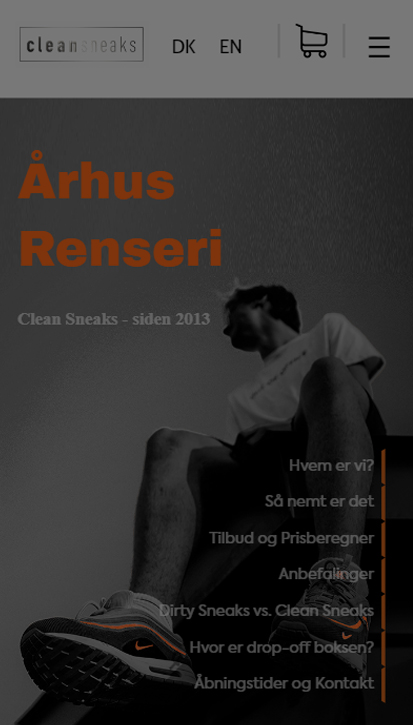 cleansneaks
DK EN
Århus
Renseri
Clean Sneaks - siden 2013
Hvem er vi?
Så nemt er det
Tilbud og Prisberegner
Anbefalinger
Dirty Sneaks vs. Clean Sneaks
Hvor er drop-off boksen?
Åbningstider og Kontakt